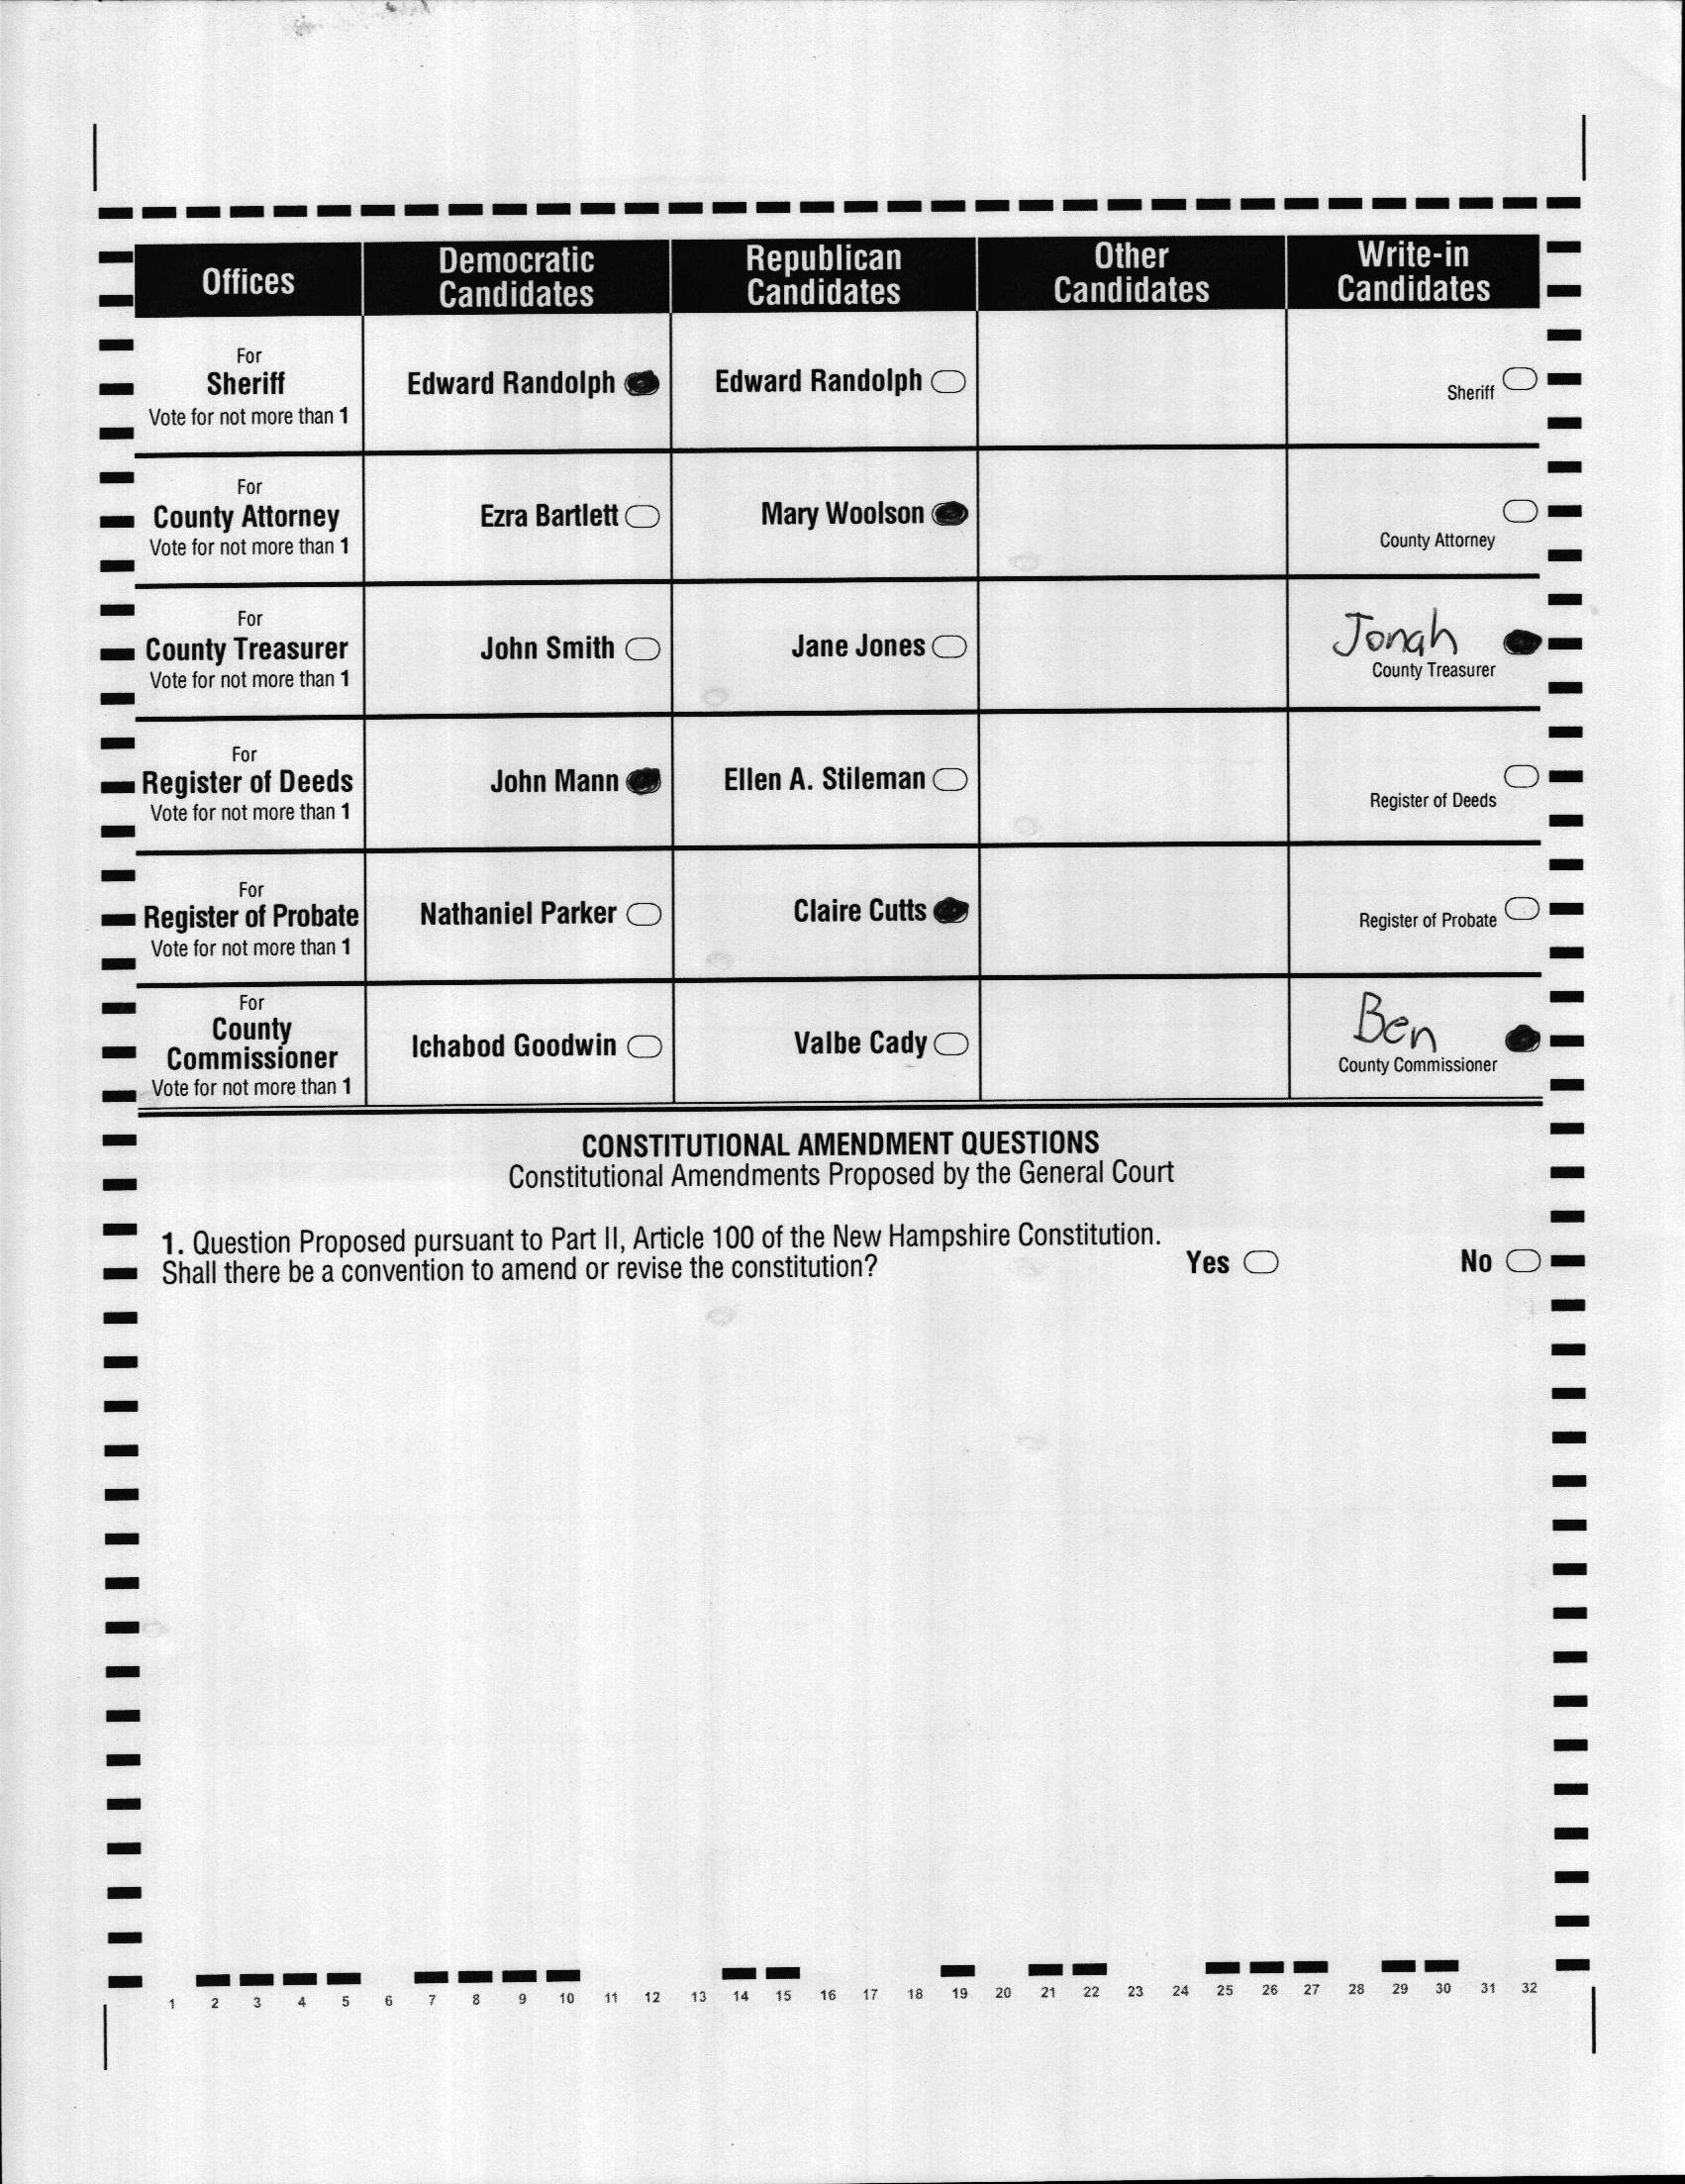 Offices
Democratic
Candidates
Republican
Candidates
Other
Candidates
Write-in
Candidates
For
Sheriff
Vote for not more than 1
Edward Randolph
Edward Randolph
Sheriff
For
County Attorney
Vote for not more than 1
Ezra Bartlett
Mary Woolson
County Attorney
For
County Treasurer
Vote for not more than 1
John Smith
Jane Jones
Jonah
County Treasurer
For
Register of Deeds
Vote for not more than 1
John Mann
Ellen A. Stileman
Register of Deeds
For
Register of Probate
Vote for not more than 1
Nathaniel Parker
Claire Cutts
Register of Probate
For
County
Commissioner
Vote for not more than 1
Ichabod Goodwin
Valbe Cady
Ben
County Commissioner
CONSTITUTIONAL AMENDMENT QUESTIONS
Constitutional Amendments Proposed by the General Court
1. Question Proposed pursuant to Part II, Article 100 of the New Hampshire Constitution.
Shall there be a convention to amend or revise the constitution?
Yes
No
1 2 3 4 5 6 7 8 9 10 11 12 13 14 15 16 17 18 19 20 21 22 23 24 25 26 27 28 29 30 31 32